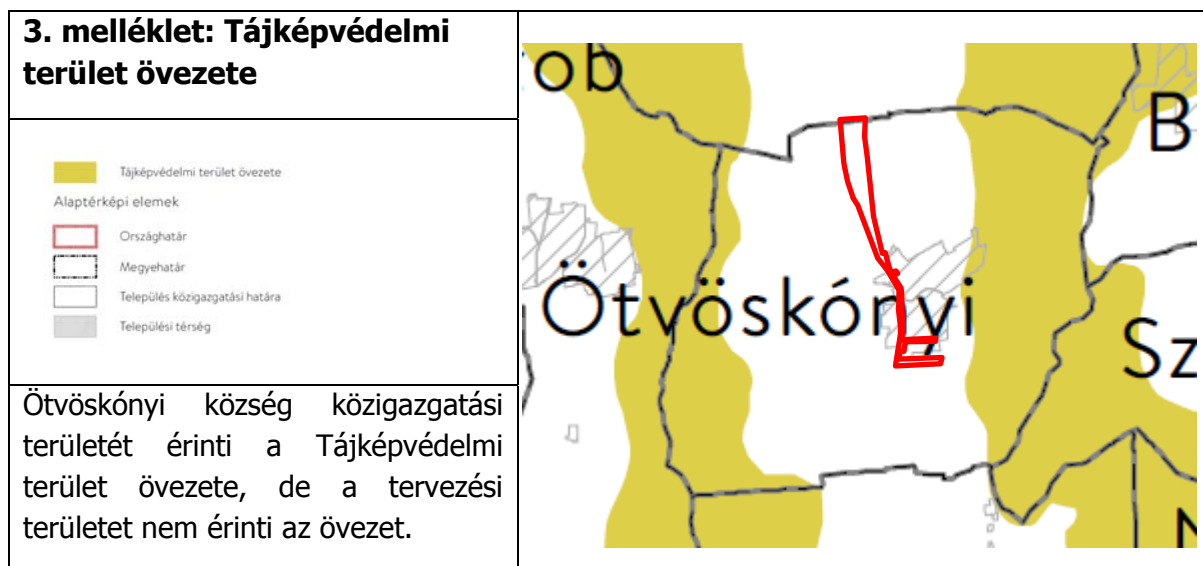 3. melléklet: Tájképvédelmi
terület övezete
Tájképvédelmi terület övezete
Alaptérképi elemek
Országhatár
Megyehatár
Település közigazgatási határa
Települési térség
Ötvöskónyi község közigazgatási
területét érinti a Tájképvédelmi
terület övezete, de a tervezési
területet nem érinti az övezet.
ob
B
Ötvöskónyi
Sz